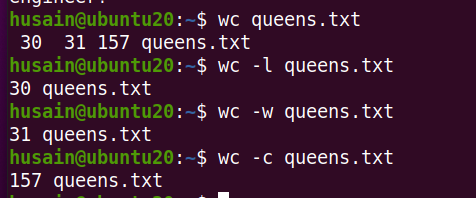 engineer.
husain@ubuntu20:~$ wc queens.txt
 30  31 157 queens.txt
husain@ubuntu20:~$ wc -l queens.txt
30 queens.txt
husain@ubuntu20:~$ wc -w queens.txt
31 queens.txt
husain@ubuntu20:~$ wc -c queens.txt
157 queens.txt
husain@ubuntu20:~$